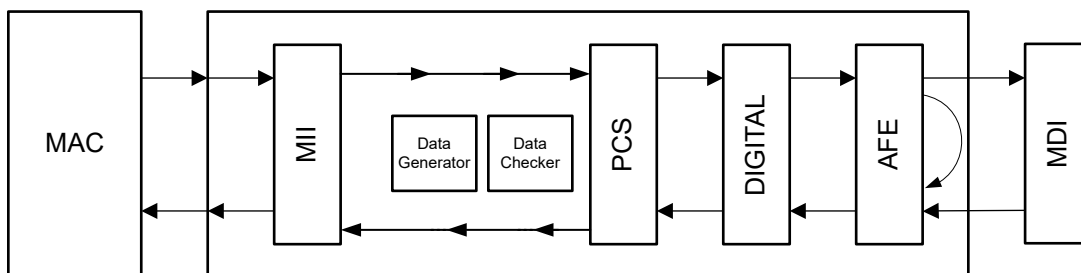 MAC
MII
Data
Generator
Data
Checker
PCS
DIGITAL
AFE
MDI